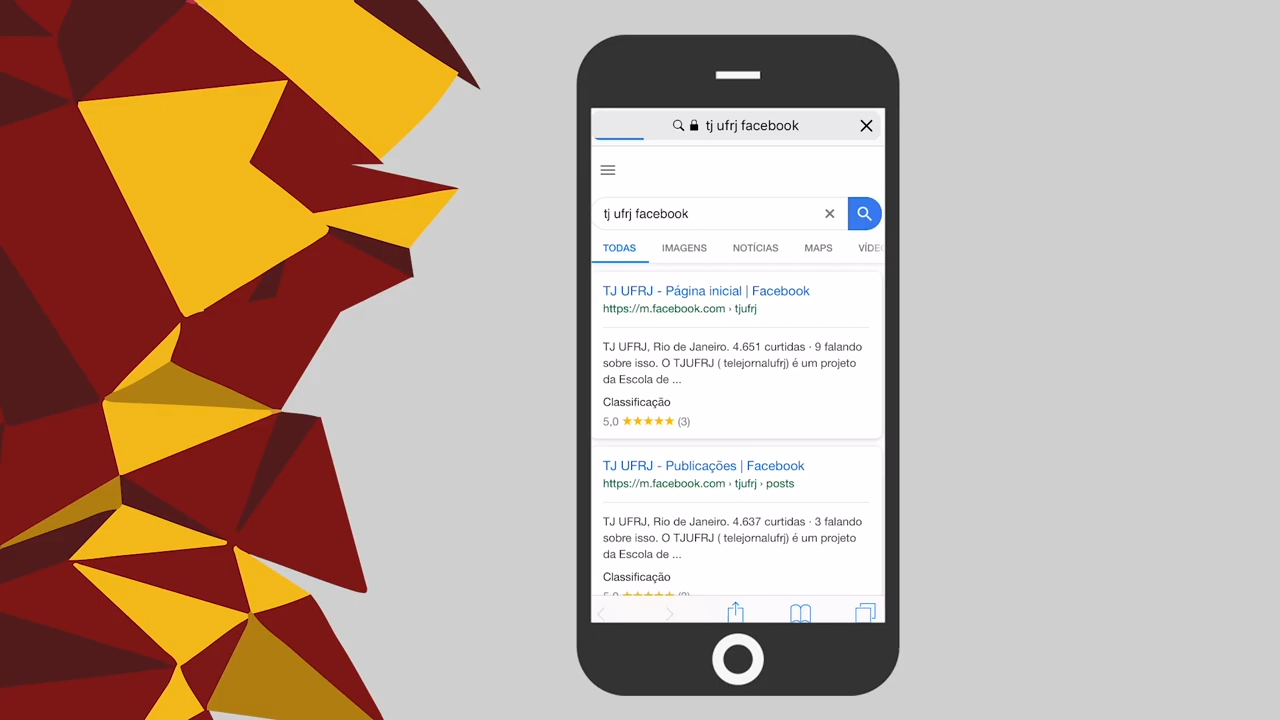 tj ufrj facebook
tj ufrj facebook
TODAS IMAGENS NOTÍCIAS MAPS
TJ UFRJ - Página inicial | Facebook
https://m.facebook.com › tjufrj
TJ UFRJ, Rio de Janeiro. 4.651 curtidas · 9 falando
sobre isso. O TJUFRJ ( telejornalufrj) é um projeto
da Escola de ...
Classificação
5,0 ★★★★★ (3)
TJ UFRJ - Publicações | Facebook
https://m.facebook.com › tjufrj › posts
TJ UFRJ, Rio de Janeiro. 4.637 curtidas · 3 falando
sobre isso. O TJUFRJ ( telejornalufrj) é um projeto
da Escola de ...
Classificação